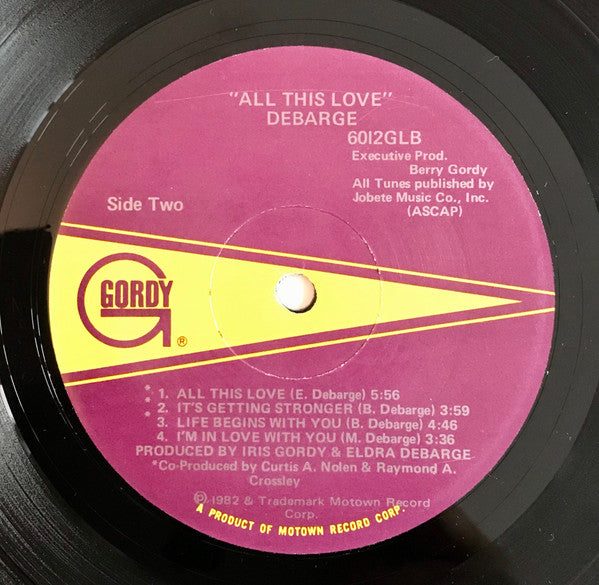 "ALL THIS LOVE"
DEBARGE
6012GLB
Executive Prod.
Berry Gordy
All Tunes published by
Jobete Music Co., Inc.
(ASCAP)
Side Two
GORDY
®
* 1. ALL THIS LOVE (E. Debarge) 5:56
* 2. IT'S GETTING STRONGER (B. Debarge) 3:59
3. LIFE BEGINS WITH YOU (B. Debarge) 4:46
4. I'M IN LOVE WITH YOU (M. Debarge) 3:36
PRODUCED BY IRIS GORDY & ELDRA DEBARGE
*Co-Produced by Curtis A. Nolen & Raymond A.
Crossley
℗ 1982 & Trademark Motown Record
Corp.
A PRODUCT OF MOTOWN RECORD CORP.